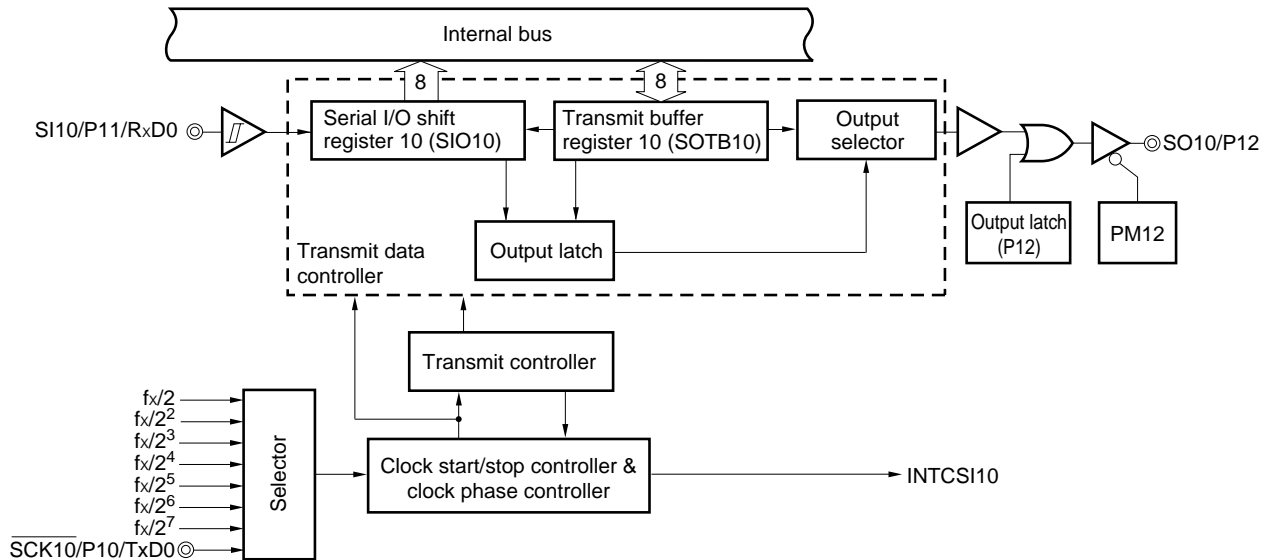 Internal bus
8
8
SI10/P11/RxD0
Serial I/O shift
register 10 (SIO10)
Transmit buffer
register 10 (SOTB10)
Output
selector
SO10/P12
Output latch
(P12)
PM12
Output latch
Transmit data
controller
Transmit controller
fx/2
fx/2²
fx/2³
fx/2⁴
fx/2⁵
fx/2⁶
fx/2⁷
S̅C̅K̅1̅0̅/P10/TxD0
Selector
Clock start/stop controller &
clock phase controller
INTCSI10